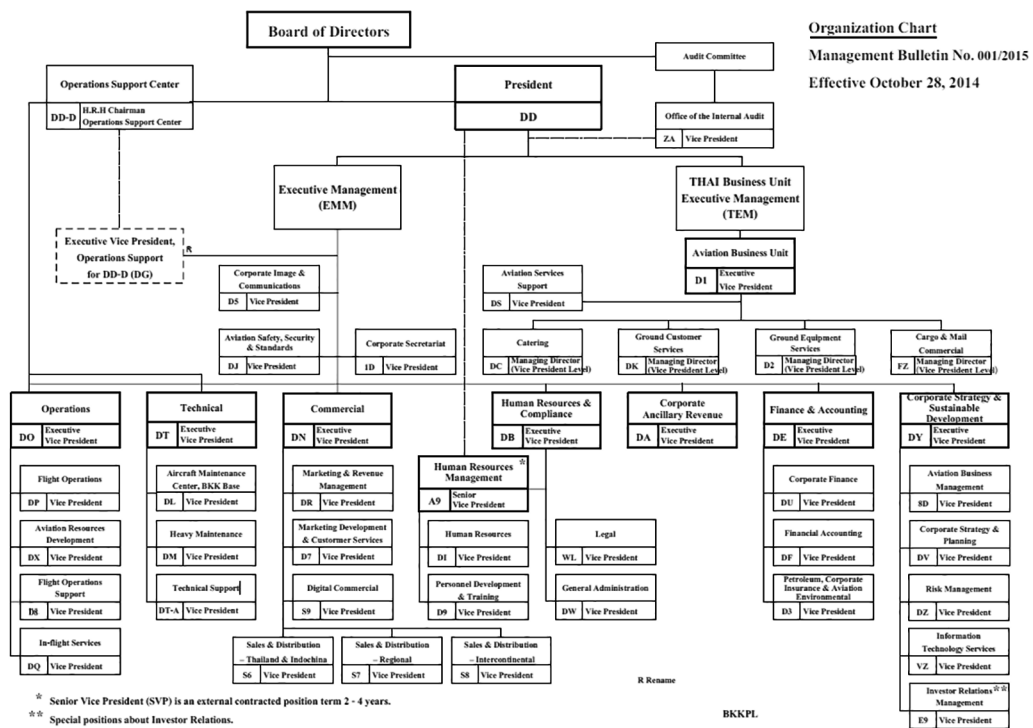 Board of Directors
Organization Chart
Management Bulletin No. 001/2015
Effective October 28, 2014
Audit Committee
Operations Support Center
DD-D
H.R.H Chairman
Operations Support Center
President
DD
Office of the Internal Audit
ZA
Vice President
Executive Management
(EMM)
THAI Business Unit
Executive Management
(TEM)
Executive Vice President,
Operations Support
for DD-D (DG)
R
Aviation Business Unit
D1
Executive
Vice President
Corporate Image &
Communications
D5
Vice President
Aviation Services
Support
DS
Vice President
Aviation Safety, Security
& Standards
DJ
Vice President
Corporate Secretariat
1D
Vice President
Catering
DC
Managing Director
(Vice President Level)
Ground Customer
Services
DK
Managing Director
(Vice President Level)
Ground Equipment
Services
D2
Managing Director
(Vice President Level)
Cargo & Mail
Commercial
FZ
Managing Director
(Vice President Level)
Operations
DO
Executive
Vice President
Technical
DT
Executive
Vice President
Commercial
DN
Executive
Vice President
Human Resources &
Compliance
DB
Executive
Vice President
Corporate
Ancillary Revenue
DA
Executive
Vice President
Finance & Accounting
DE
Executive
Vice President
Corporate Strategy &
Sustainable
Development
DY
Executive
Vice President
Flight Operations
DP
Vice President
Aviation Resources
Development
DX
Vice President
Flight Operations
Support
D8
Vice President
In-flight Services
DQ
Vice President
Aircraft Maintenance
Center, BKK Base
DL
Vice President
Heavy Maintenance
DM
Vice President
Technical Support
DT-A
Vice President
Marketing & Revenue
Management
DR
Vice President
Marketing Development
& Custormer Services
D7
Vice President
Digital Commercial
S9
Vice President
Sales & Distribution
– Thailand & Indochina
S6
Vice President
Sales & Distribution
– Regional
S7
Vice President
Sales & Distribution
– Intercontinental
S8
Vice President
Human Resources *
Management
A9
Senior
Vice President
Human Resources
DI
Vice President
Personnel Development
& Training
D9
Vice President
Legal
WL
Vice President
General Administration
DW
Vice President
Corporate Finance
DU
Vice President
Financial Accounting
DF
Vice President
Petroleum, Corporate
Insurance & Aviation
Environmental
D3
Vice President
Aviation Business
Management
8D
Vice President
Corporate Strategy &
Planning
DV
Vice President
Risk Management
DZ
Vice President
Information
Technology Services
VZ
Vice President
Investor Relations **
Management
E9
Vice President
R Rename
* Senior Vice President (SVP) is an external contracted position term 2 - 4 years.
** Special positions about Investor Relations.
BKKPL